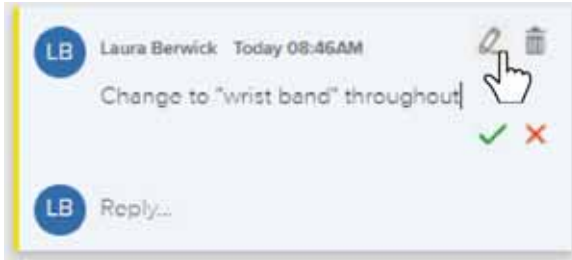 LB Laura Berwick Today 08:46AM
Change to "wrist band" throughout
LB Reply...